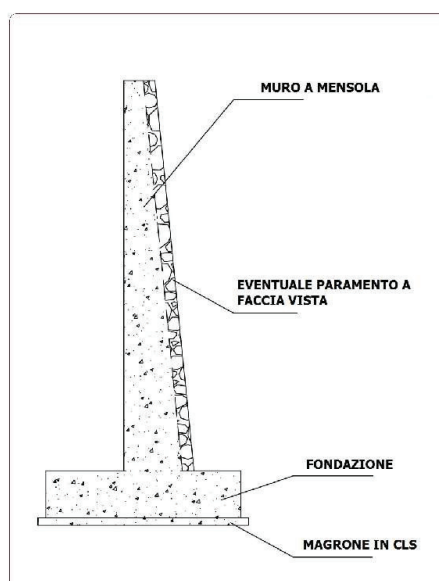 MURO A MENSOLA
EVENTUALE PARAMENTO A
FACCIA VISTA
FONDAZIONE
MAGRONE IN CLS